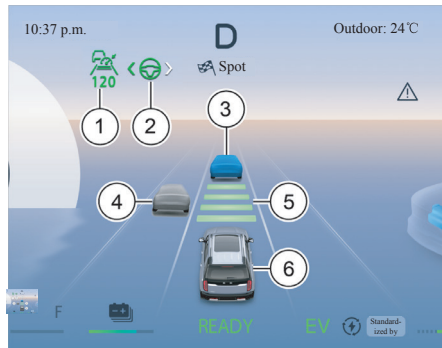 10:37 p.m.
D
Outdoor: 24℃
Spot
120
1
2
3
4
5
6
F
READY
EV
Standard-
ized by